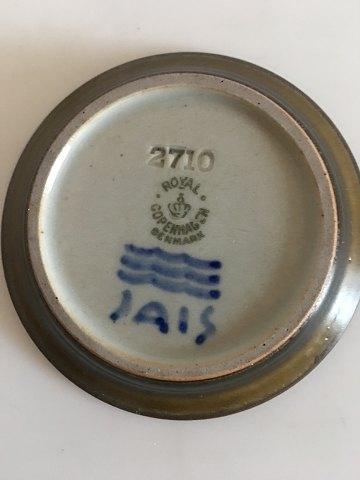 2710
· ROYAL ·
COPENHAGEN
DENMARK
JAIS